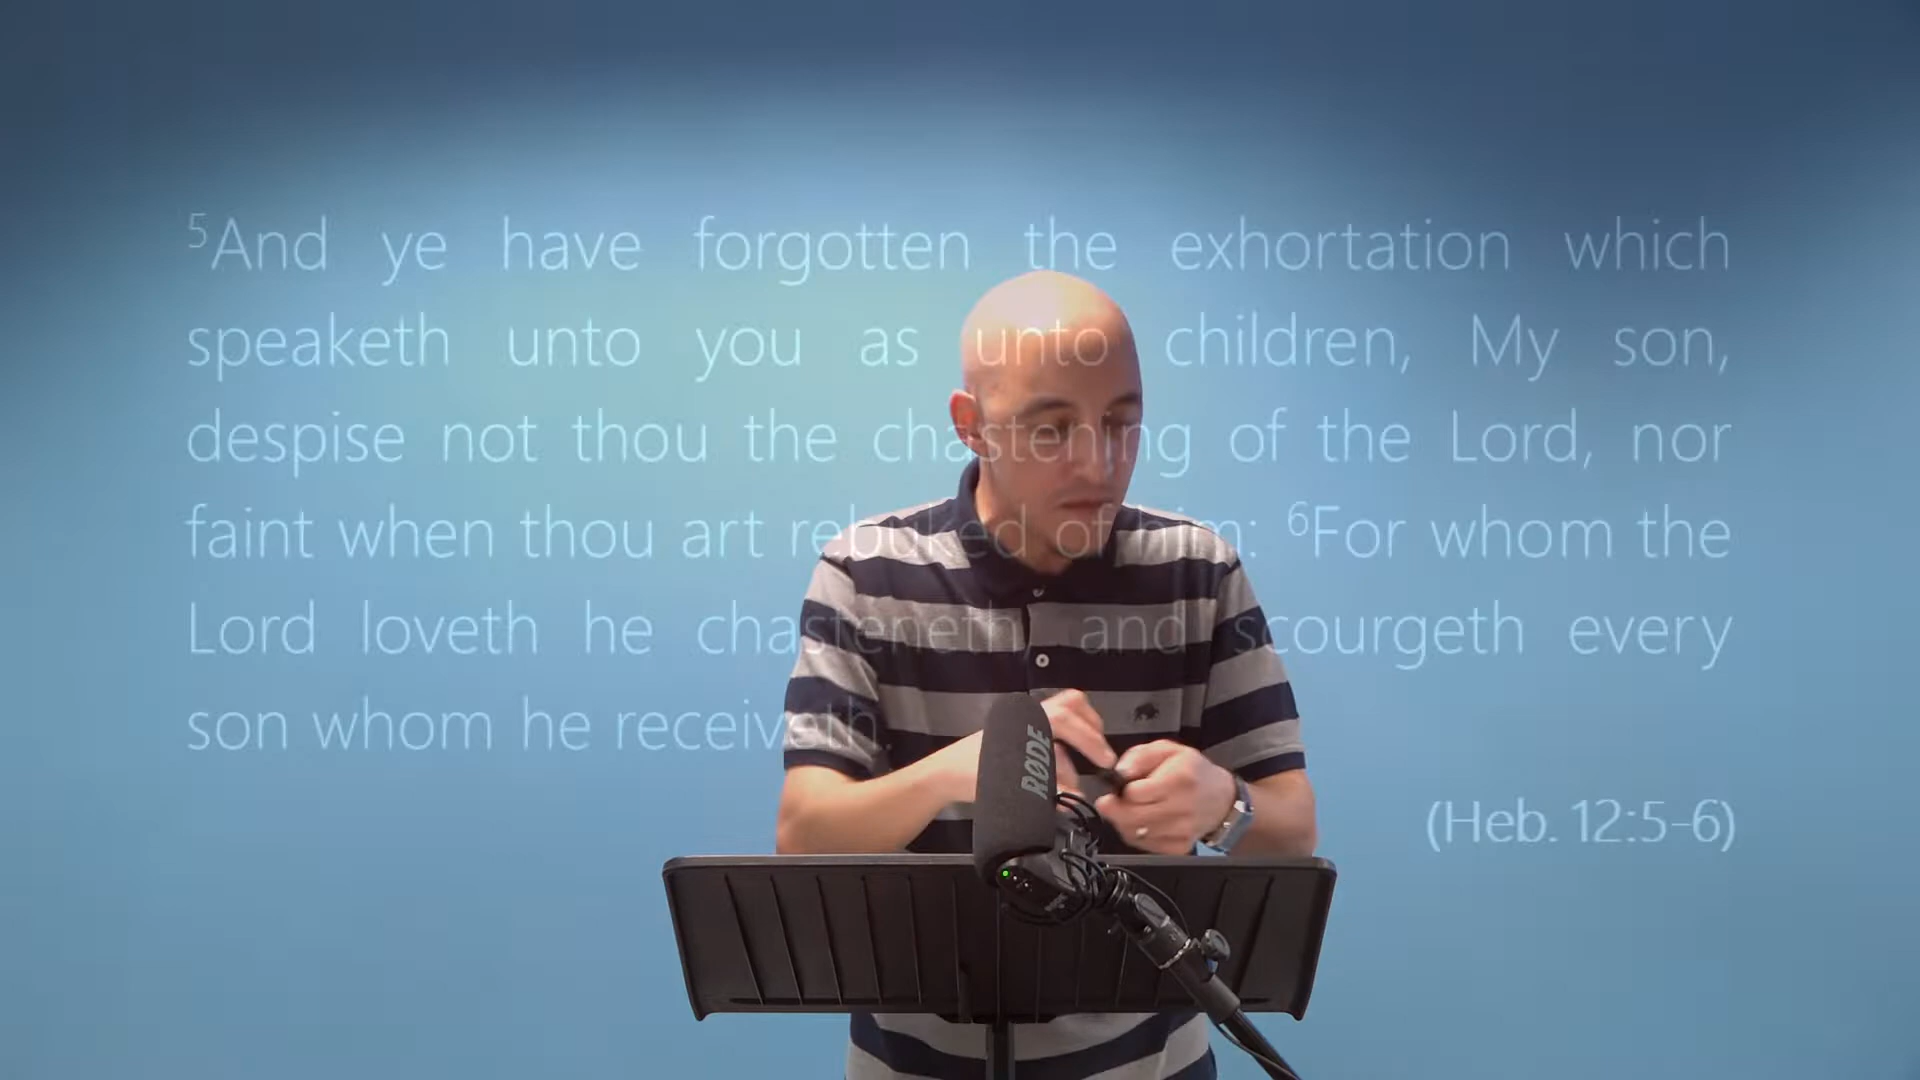 ⁵And ye have forgotten the exhortation which
speaketh unto you as unto children, My son,
despise not thou the chastening of the Lord, nor
faint when thou art rebuked of him: ⁶For whom the
Lord loveth he chasteneth, and scourgeth every
son whom he receiveth.
(Heb. 12:5-6)
RØDE